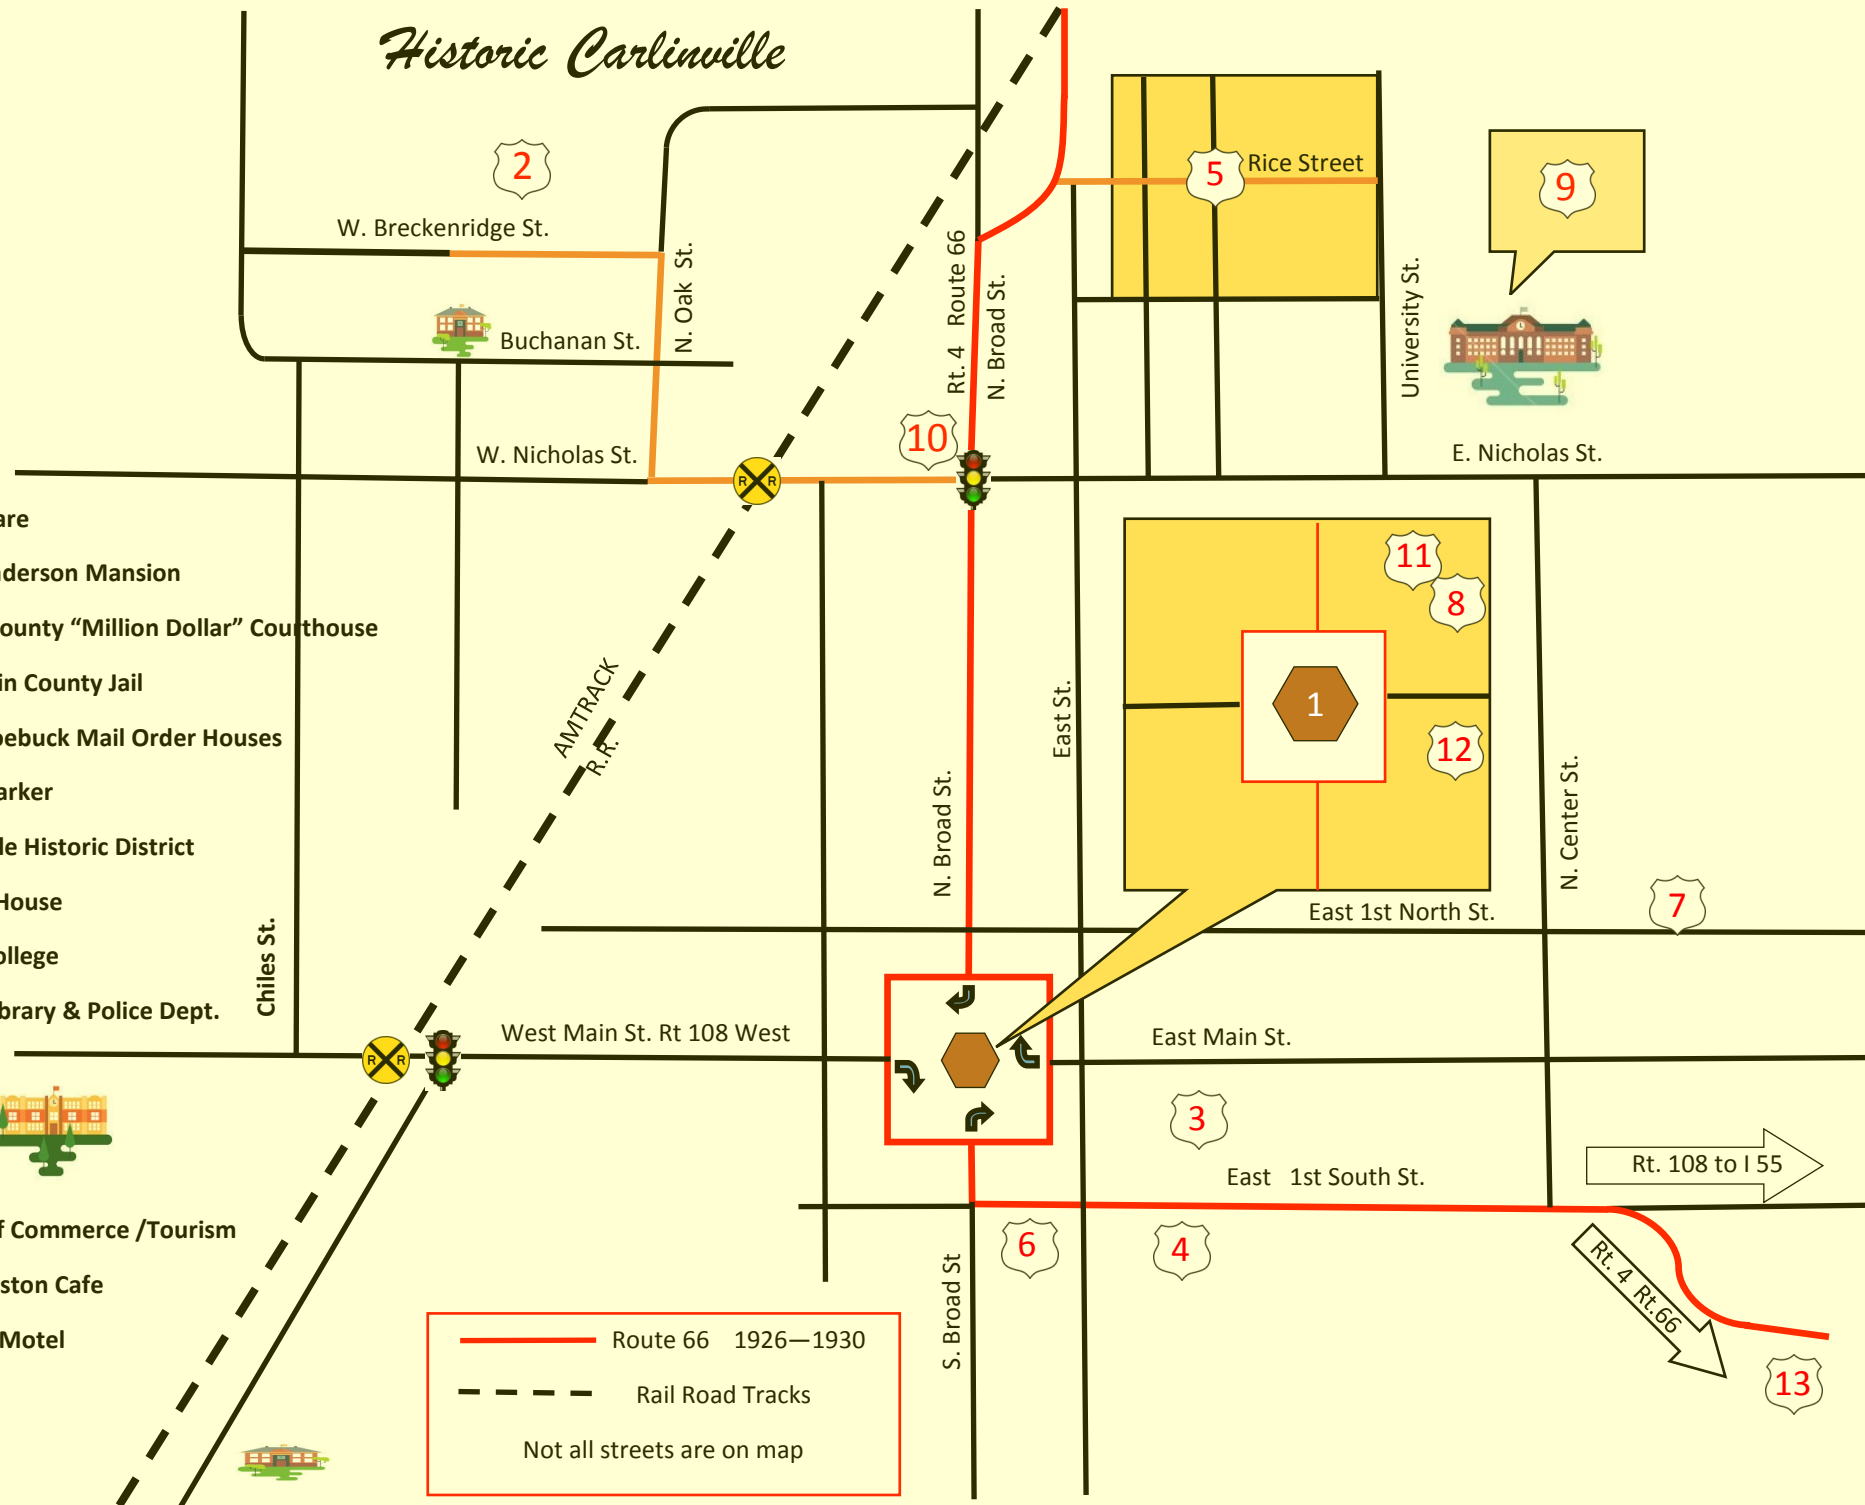 Historic Carlinville
2
W. Breckenridge St.
N. Oak St.
Buchanan St.
W. Nicholas St.
R R
Rt. 4 Route 66
N. Broad St.
10
5
Rice Street
University St.
9
E. Nicholas St.
are
derson Mansion
ounty “Million Dollar” Courthouse
in County Jail
ebuck Mail Order Houses
arker
le Historic District
House
ollege
brary & Police Dept.
Chiles St.
AMTRACK
R.R.
N. Broad St.
East St.
11
8
1
12
N. Center St.
East 1st North St.
7
R R
West Main St. Rt 108 West
East Main St.
3
Rt. 108 to I 55
East 1st South St.
6
4
Rt. 4 Rt.66
13
S. Broad St
f Commerce /Tourism
ston Cafe
Motel
Route 66 1926—1930
Rail Road Tracks
Not all streets are on map